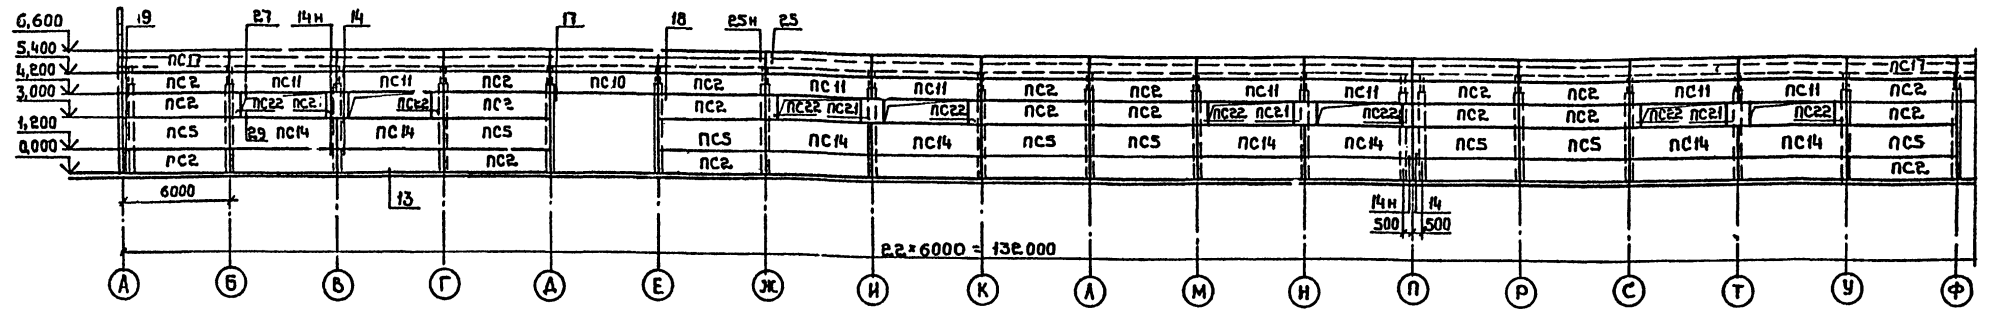 6,600 19 27 14н 14 17 18 25н 25
5,400
ПС17 ПС17
4,200
ПС2 ПС11 ПС11 ПС2 ПС10 ПС2 ПС11 ПС11 ПС2 ПС2 ПС2 ПС11 ПС11 ПС2 ПС2 ПС11 ПС11 ПС2
3,000
ПС2 ПС22 ПС21 ПС22 ПС2 ПС2 ПС22 ПС21 ПС22 ПС2 ПС2 ПС22 ПС21 ПС22 ПС2 ПС2 ПС22 ПС21 ПС22 ПС2
1,200
29
ПС5 ПС14 ПС14 ПС5 ПС5 ПС14 ПС14 ПС5 ПС5 ПС14 ПС14 ПС5 ПС5 ПС14 ПС14 ПС5
0,000
ПС2 ПС2 ПС2 ПС2
6000 13 14н 14
500 500
22×6000 = 132000
А Б В Г Д Е Ж И К Л М Н П Р С Т У Ф